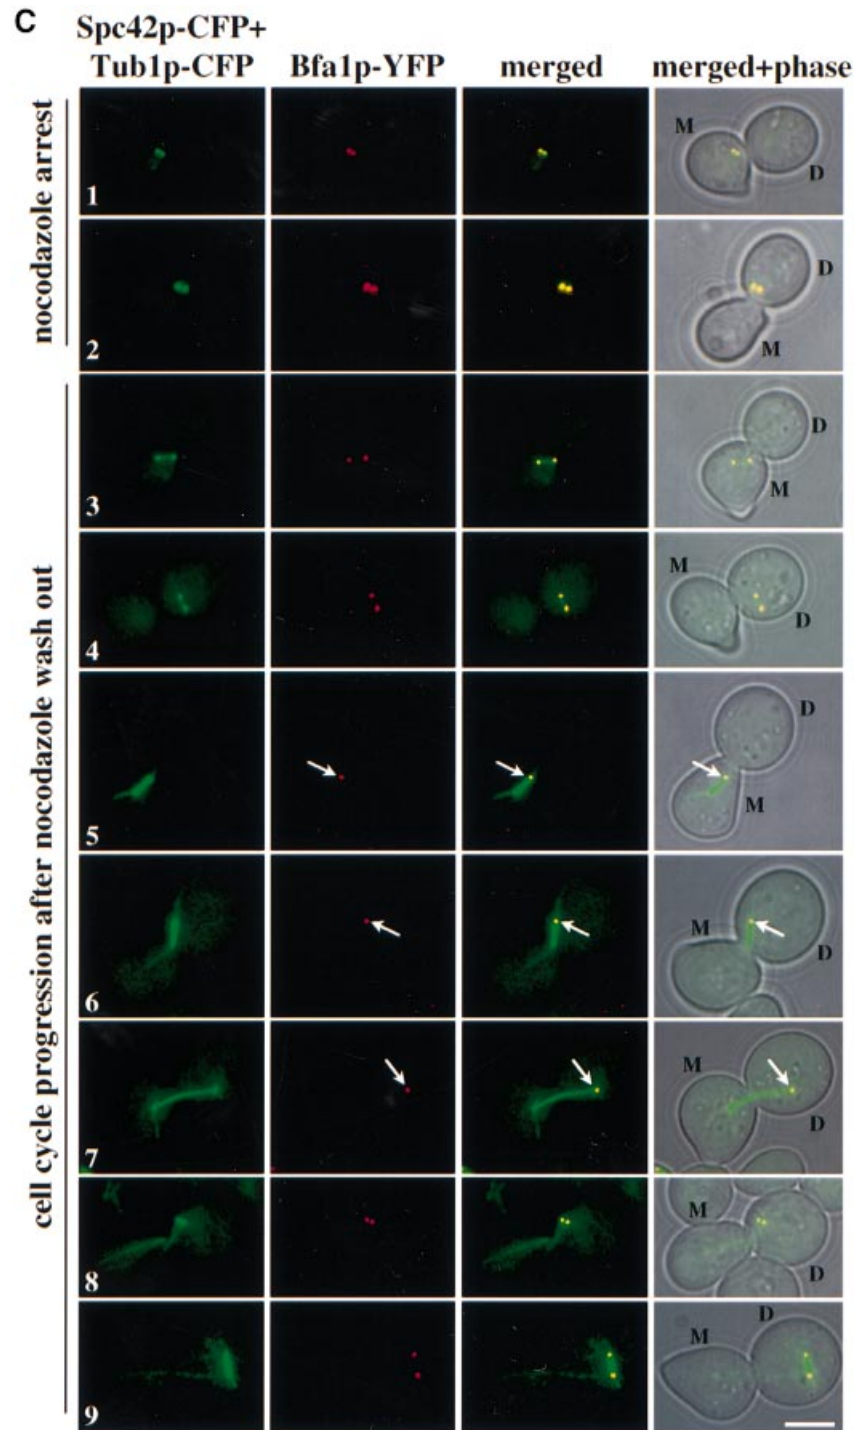 C
Spc42p-CFP+
Tub1p-CFP
Bfa1p-YFP
merged
merged+phase
nocodazole arrest
1
M
D
2
D
M
cell cycle progression after nocodazole wash out
3
D
M
4
M
D
5
D
M
6
M
D
7
M
D
8
M
D
9
M
D